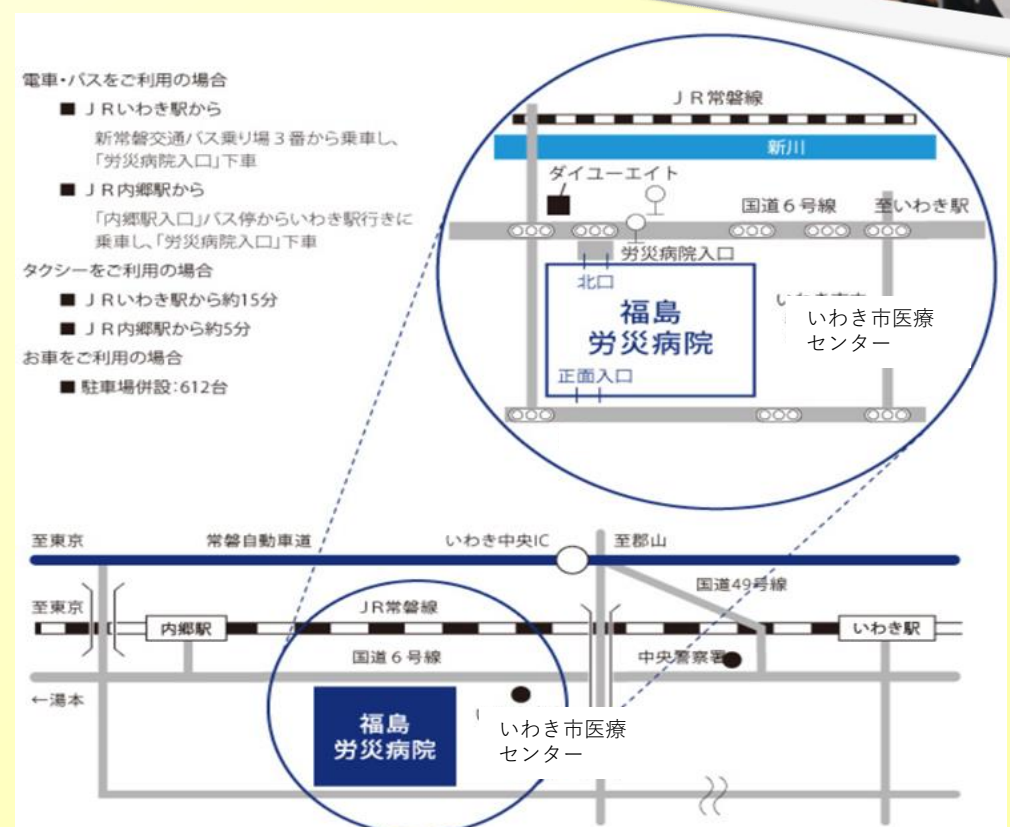 電車・バスをご利用の場合
■ JRいわき駅から
新常磐交通バス乗り場3番から乗車し、
「労災病院入口」下車
■ JR内郷駅から
「内郷駅入口」バス停からいわき駅行きに
乗車し、「労災病院入口」下車
タクシーをご利用の場合
■ JRいわき駅から約15分
■ JR内郷駅から約5分
お車をご利用の場合
■ 駐車場併設：612台
JR常磐線
新川
ダイユーエイト
国道6号線
至いわき駅
労災病院入口
北口
福島
労災病院
いわき市医療
センター
正面入口
至東京
常磐自動車道
いわき中央IC
至郡山
国道49号線
至東京
JR常磐線
内郷駅
いわき駅
国道6号線
中央警察署
←湯本
福島
労災病院
いわき市医療
センター